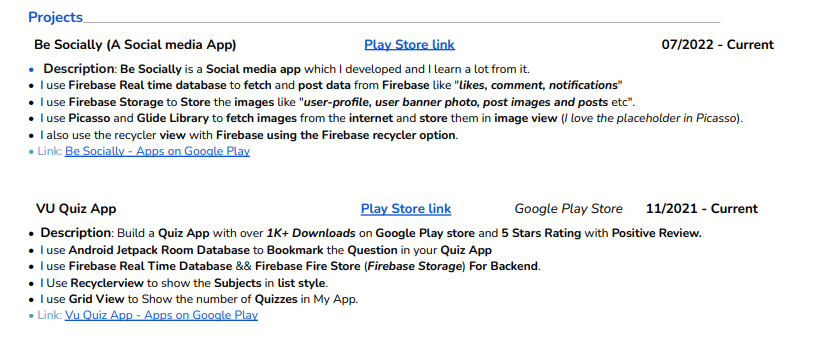 Projects
Be Socially (A Social media App) Play Store link 07/2022 - Current
• Description: Be Socially is a Social media app which I developed and I learn a lot from it.
• I use Firebase Real time database to fetch and post data from Firebase like "likes, comment, notifications"
• I use Firebase Storage to Store the images like "user-profile, user banner photo, post images and posts etc".
• I use Picasso and Glide Library to fetch images from the internet and store them in image view (I love the placeholder in Picasso).
• I also use the recycler view with Firebase using the Firebase recycler option.
• Link: Be Socially - Apps on Google Play
VU Quiz App Play Store link Google Play Store 11/2021 - Current
• Description: Build a Quiz App with over 1K+ Downloads on Google Play store and 5 Stars Rating with Positive Review.
• I use Android Jetpack Room Database to Bookmark the Question in your Quiz App
• I use Firebase Real Time Database && Firebase Fire Store (Firebase Storage) For Backend.
• I Use Recyclerview to show the Subjects in list style.
• I use Grid View to Show the number of Quizzes in My App.
• Link: Vu Quiz App - Apps on Google Play